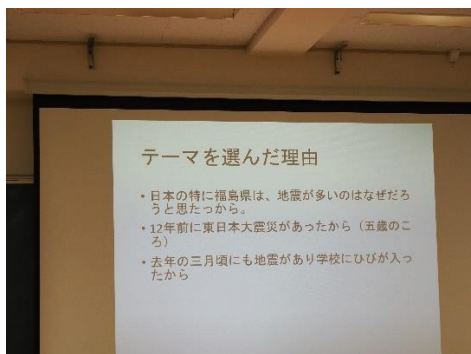 テーマを選んだ理由
• 日本の特に福島県は、地震が多いのはなぜだろ
うと思たっから。
• 12年前に東日本大震災があったから（五歳のこ
ろ）
• 去年の三月頃にも地震があり学校にひびが入っ
たから